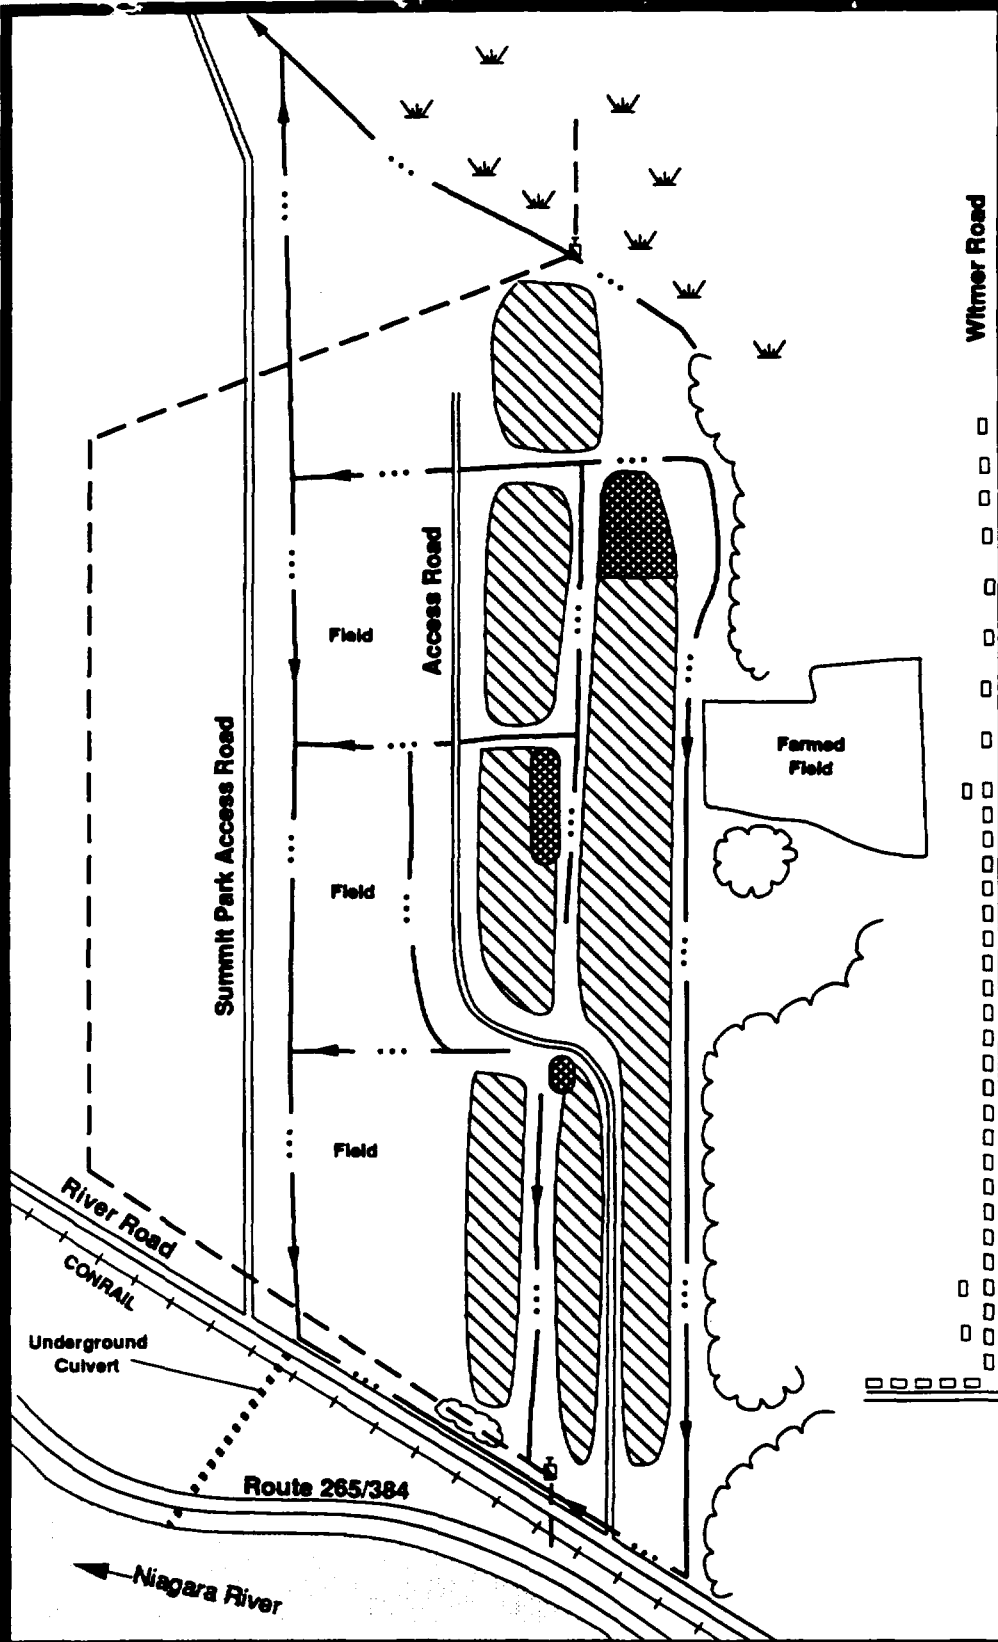 Witmer Road
Access Road
Field
Summit Park Access Road
Farmed
Field
Field
Field
River Road
CONRAIL
Underground
Culvert
Route 265/384
Niagara River